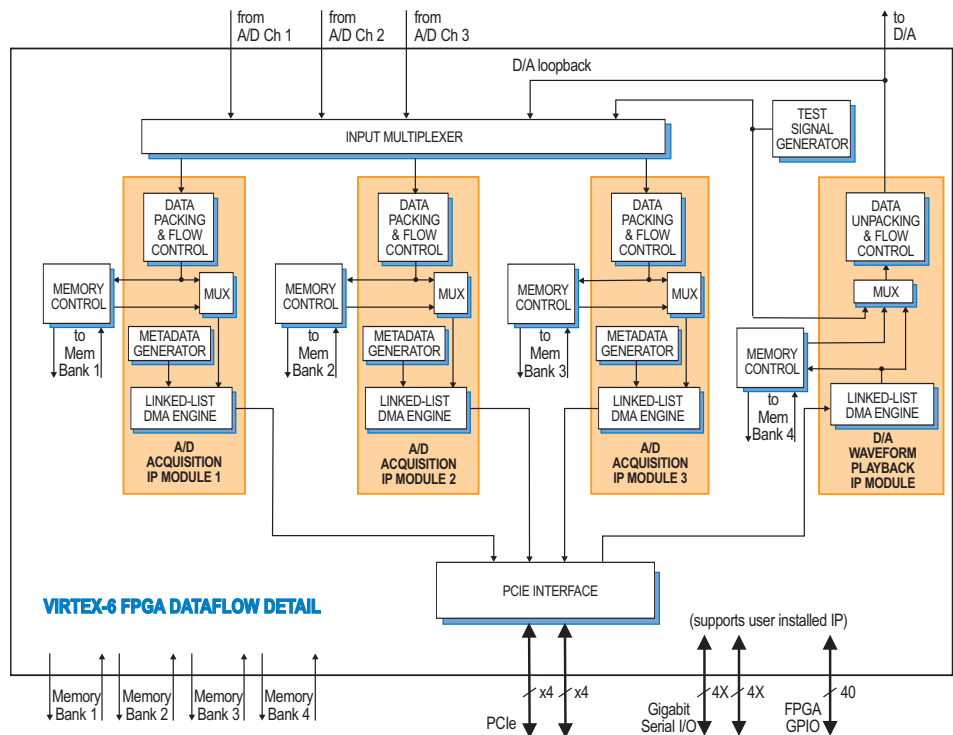 from
A/D Ch 1
from
A/D Ch 2
from
A/D Ch 3
to
D/A
D/A loopback
INPUT MULTIPLEXER
TEST
SIGNAL
GENERATOR
DATA
PACKING
& FLOW
CONTROL
MEMORY
CONTROL
MUX
to
Mem
Bank 1
METADATA
GENERATOR
LINKED-LIST
DMA ENGINE
A/D
ACQUISITION
IP MODULE 1
DATA
PACKING
& FLOW
CONTROL
MEMORY
CONTROL
MUX
to
Mem
Bank 2
METADATA
GENERATOR
LINKED-LIST
DMA ENGINE
A/D
ACQUISITION
IP MODULE 2
DATA
PACKING
& FLOW
CONTROL
MEMORY
CONTROL
MUX
to
Mem
Bank 3
METADATA
GENERATOR
LINKED-LIST
DMA ENGINE
A/D
ACQUISITION
IP MODULE 3
DATA
UNPACKING
& FLOW
CONTROL
MUX
MEMORY
CONTROL
to
Mem
Bank 4
LINKED-LIST
DMA ENGINE
D/A
WAVEFORM
PLAYBACK
IP MODULE
PCIE INTERFACE
VIRTEX-6 FPGA DATAFLOW DETAIL
(supports user installed IP)
Memory
Bank 1
Memory
Bank 2
Memory
Bank 3
Memory
Bank 4
x4
x4
PCIe
4X
4X
Gigabit
Serial I/O
40
FPGA
GPIO